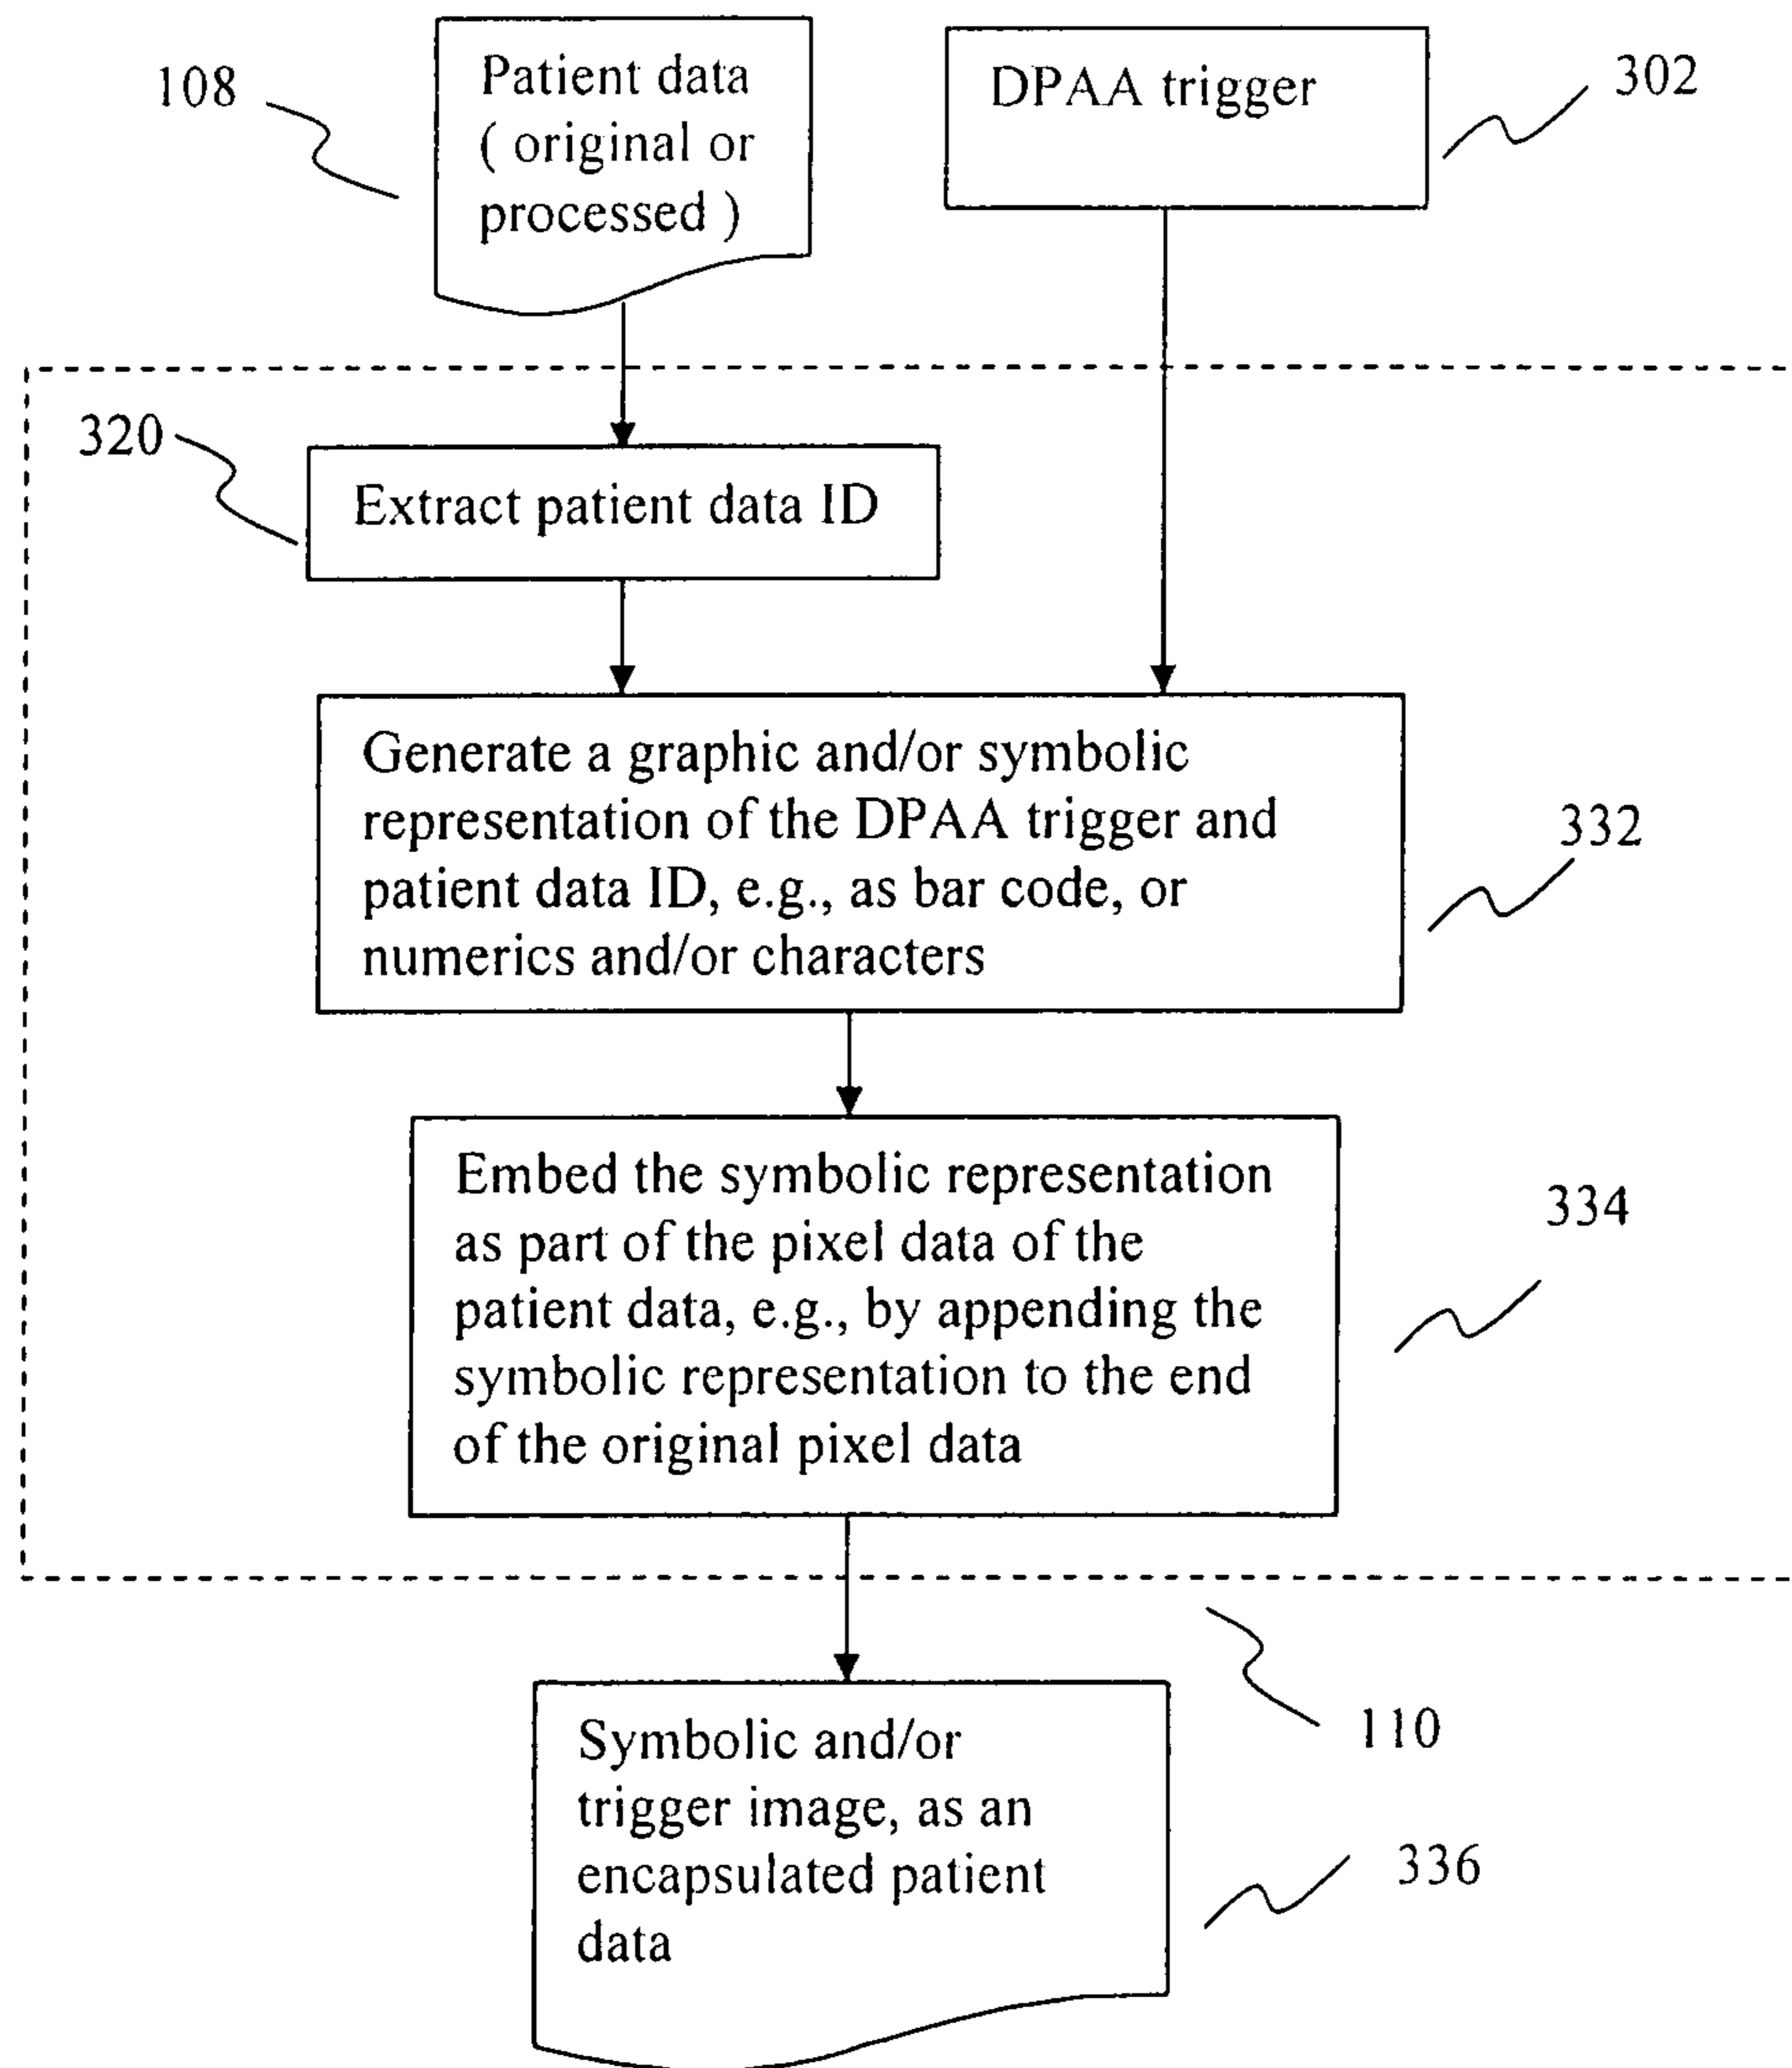 108
Patient data
( original or
processed )
DPAA trigger
302
320
Extract patient data ID
Generate a graphic and/or symbolic
representation of the DPAA trigger and
patient data ID, e.g., as bar code, or
numerics and/or characters
332
Embed the symbolic representation
as part of the pixel data of the
patient data, e.g., by appending the
symbolic representation to the end
of the original pixel data
334
110
Symbolic and/or
trigger image, as an
encapsulated patient
data
336